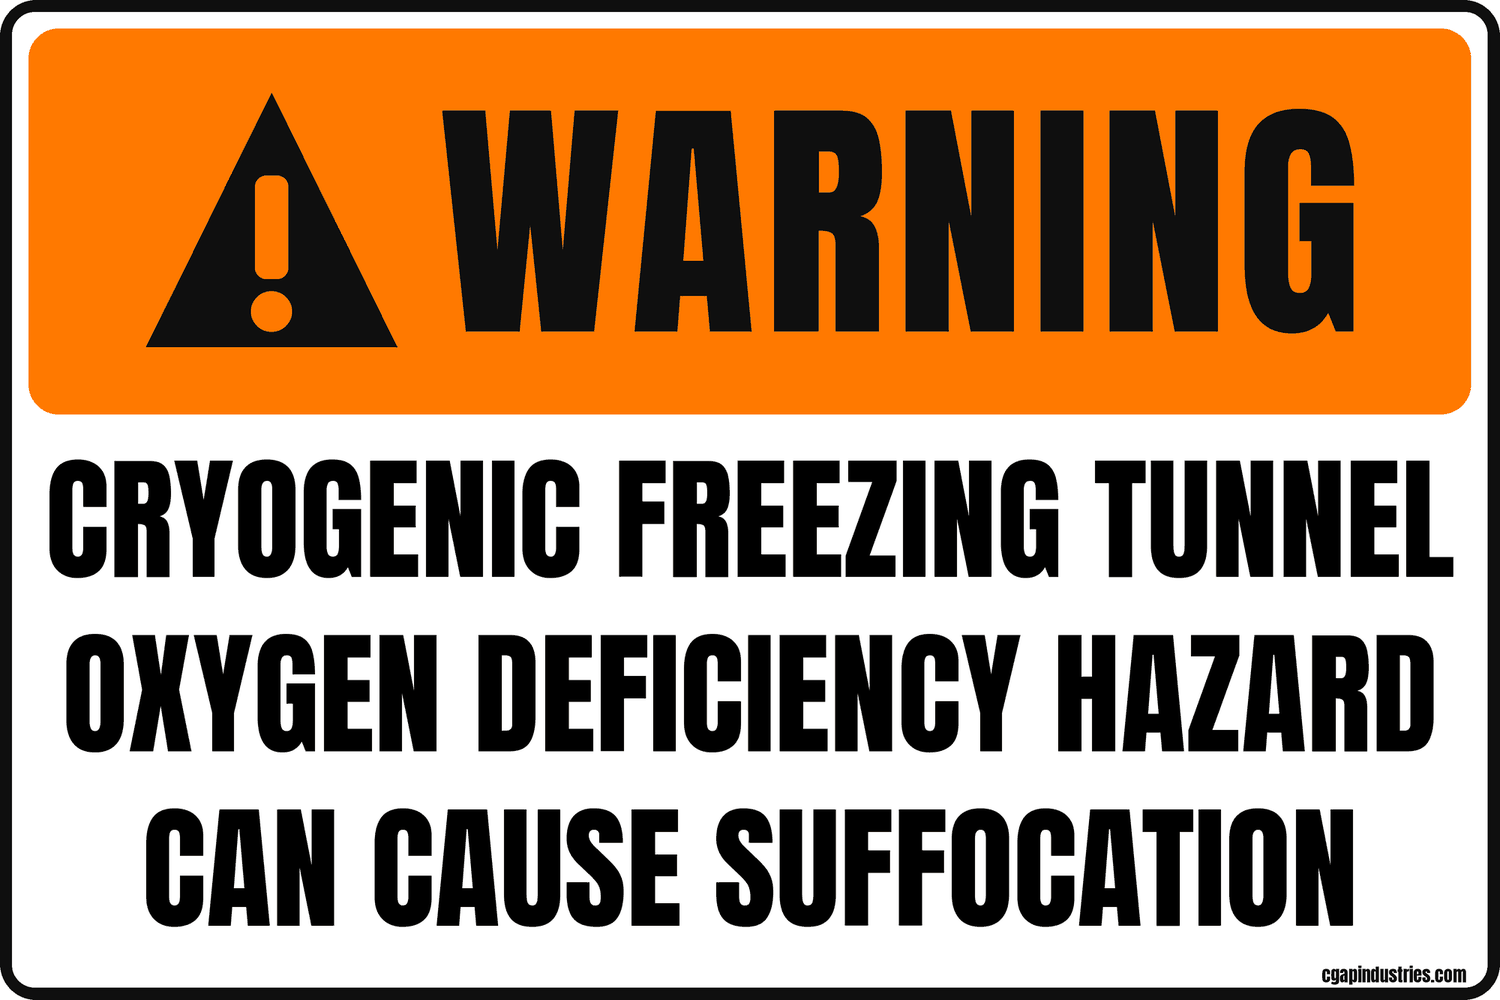 WARNING
CRYOGENIC FREEZING TUNNEL
OXYGEN DEFICIENCY HAZARD
CAN CAUSE SUFFOCATION
cgapindustries.com